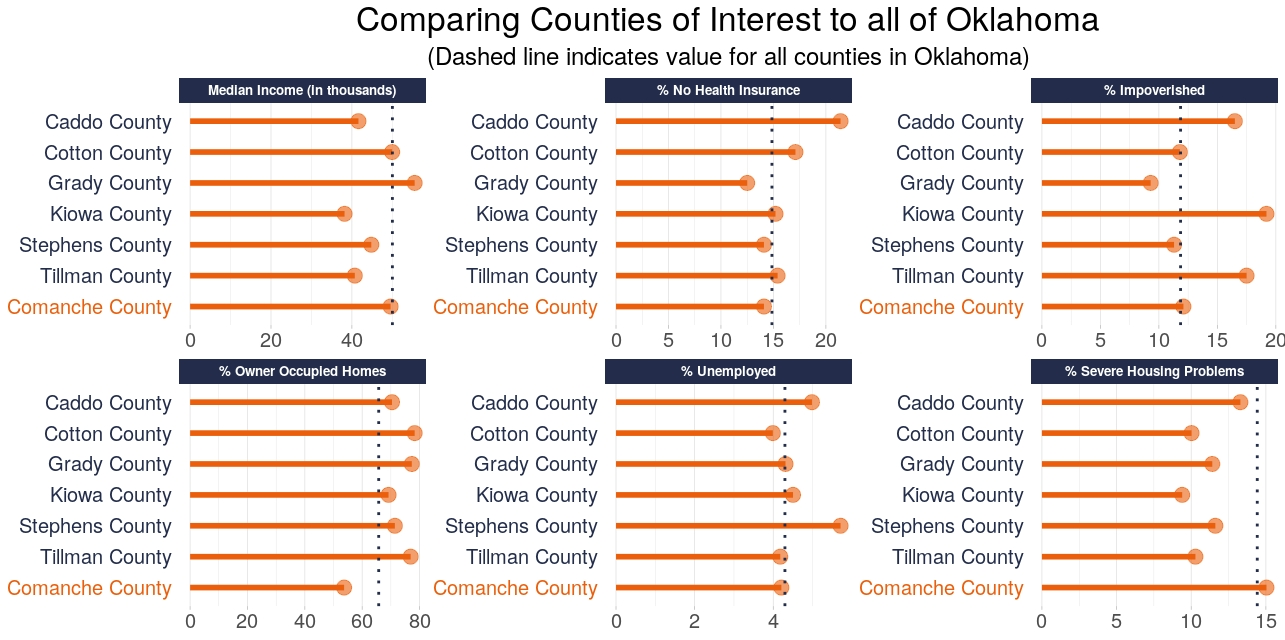 Comparing Counties of Interest to all of Oklahoma
(Dashed line indicates value for all counties in Oklahoma)
Median Income (in thousands)
Caddo County
Cotton County
Grady County
Kiowa County
Stephens County
Tillman County
Comanche County
0 20 40
% No Health Insurance
Caddo County
Cotton County
Grady County
Kiowa County
Stephens County
Tillman County
Comanche County
0 5 10 15 20
% Impoverished
Caddo County
Cotton County
Grady County
Kiowa County
Stephens County
Tillman County
Comanche County
0 5 10 15 20
% Owner Occupied Homes
Caddo County
Cotton County
Grady County
Kiowa County
Stephens County
Tillman County
Comanche County
0 20 40 60 80
% Unemployed
Caddo County
Cotton County
Grady County
Kiowa County
Stephens County
Tillman County
Comanche County
0 2 4
% Severe Housing Problems
Caddo County
Cotton County
Grady County
Kiowa County
Stephens County
Tillman County
Comanche County
0 5 10 15